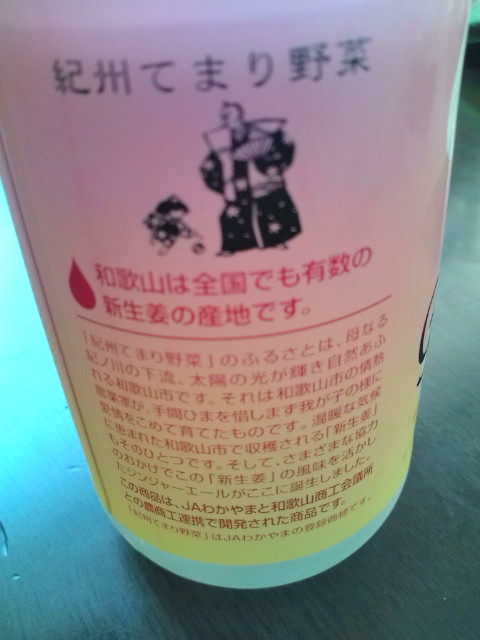 紀州てまり野菜
和歌山は全国でも有数の
新生姜の産地です。
「紀州てまり野菜」のふるさとは、母なる
紀ノ川の下流、太陽の光が輝き自然あふ
れる和歌山市です。それは和歌山市の情熱
農業家が、手間ひまを惜します我が子の様に
愛情をこめて育てたものです。温暖な気候
に恵まれた和歌山市で収穫される「新生姜」
もそのひとつです。そして、さまざまな協力
のおかげでこの「新生姜」の風味を活かし
たジンジャーエールがここに誕生しました。
この商品は、JAわかやまと和歌山商工会議所
との農商工連携で開発された商品です。
「紀州てまり野菜」はJAわかやまの登録商標です。